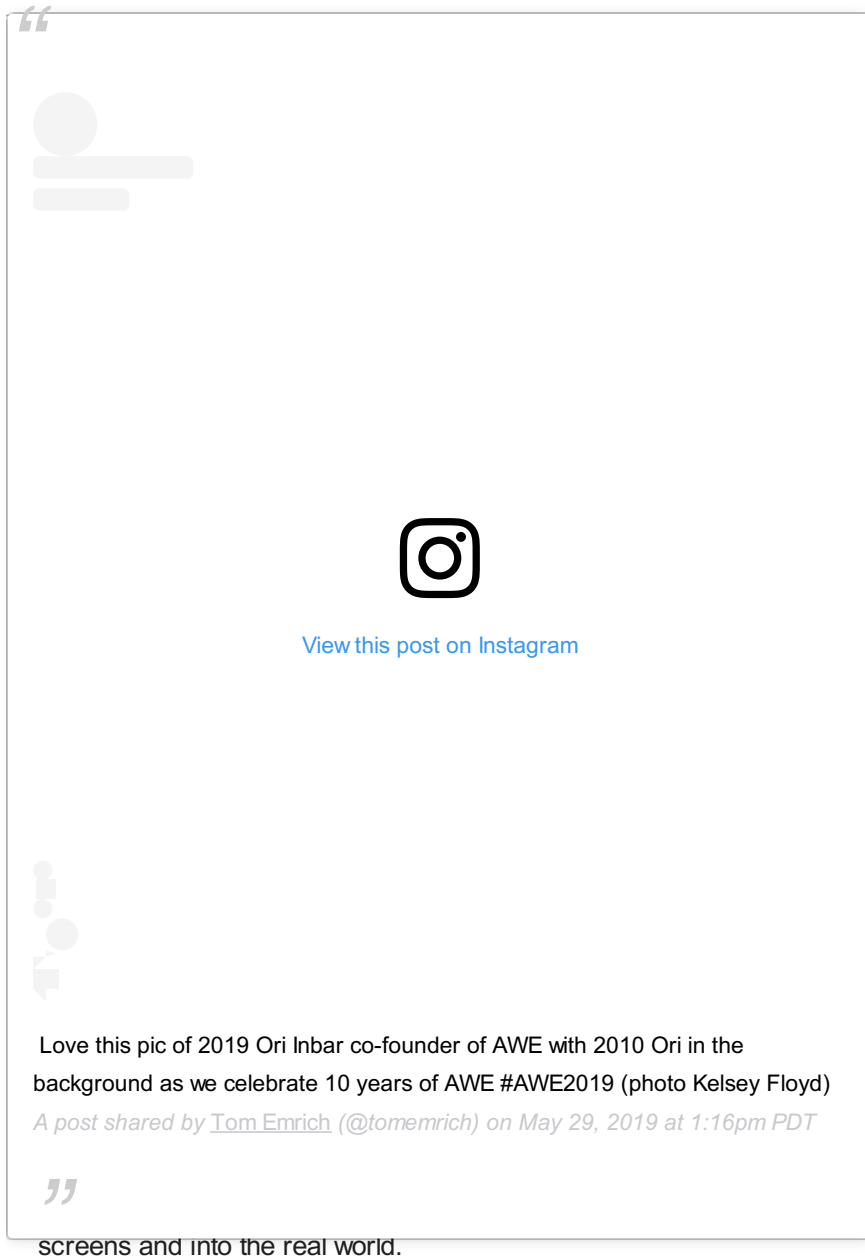 “
View this post on Instagram
Love this pic of 2019 Ori Inbar co-founder of AWE with 2010 Ori in the
background as we celebrate 10 years of AWE #AWE2019 (photo Kelsey Floyd)
A post shared by Tom Emrich (@tomemrich) on May 29, 2019 at 1:16pm PDT
”
screens and into the real world.